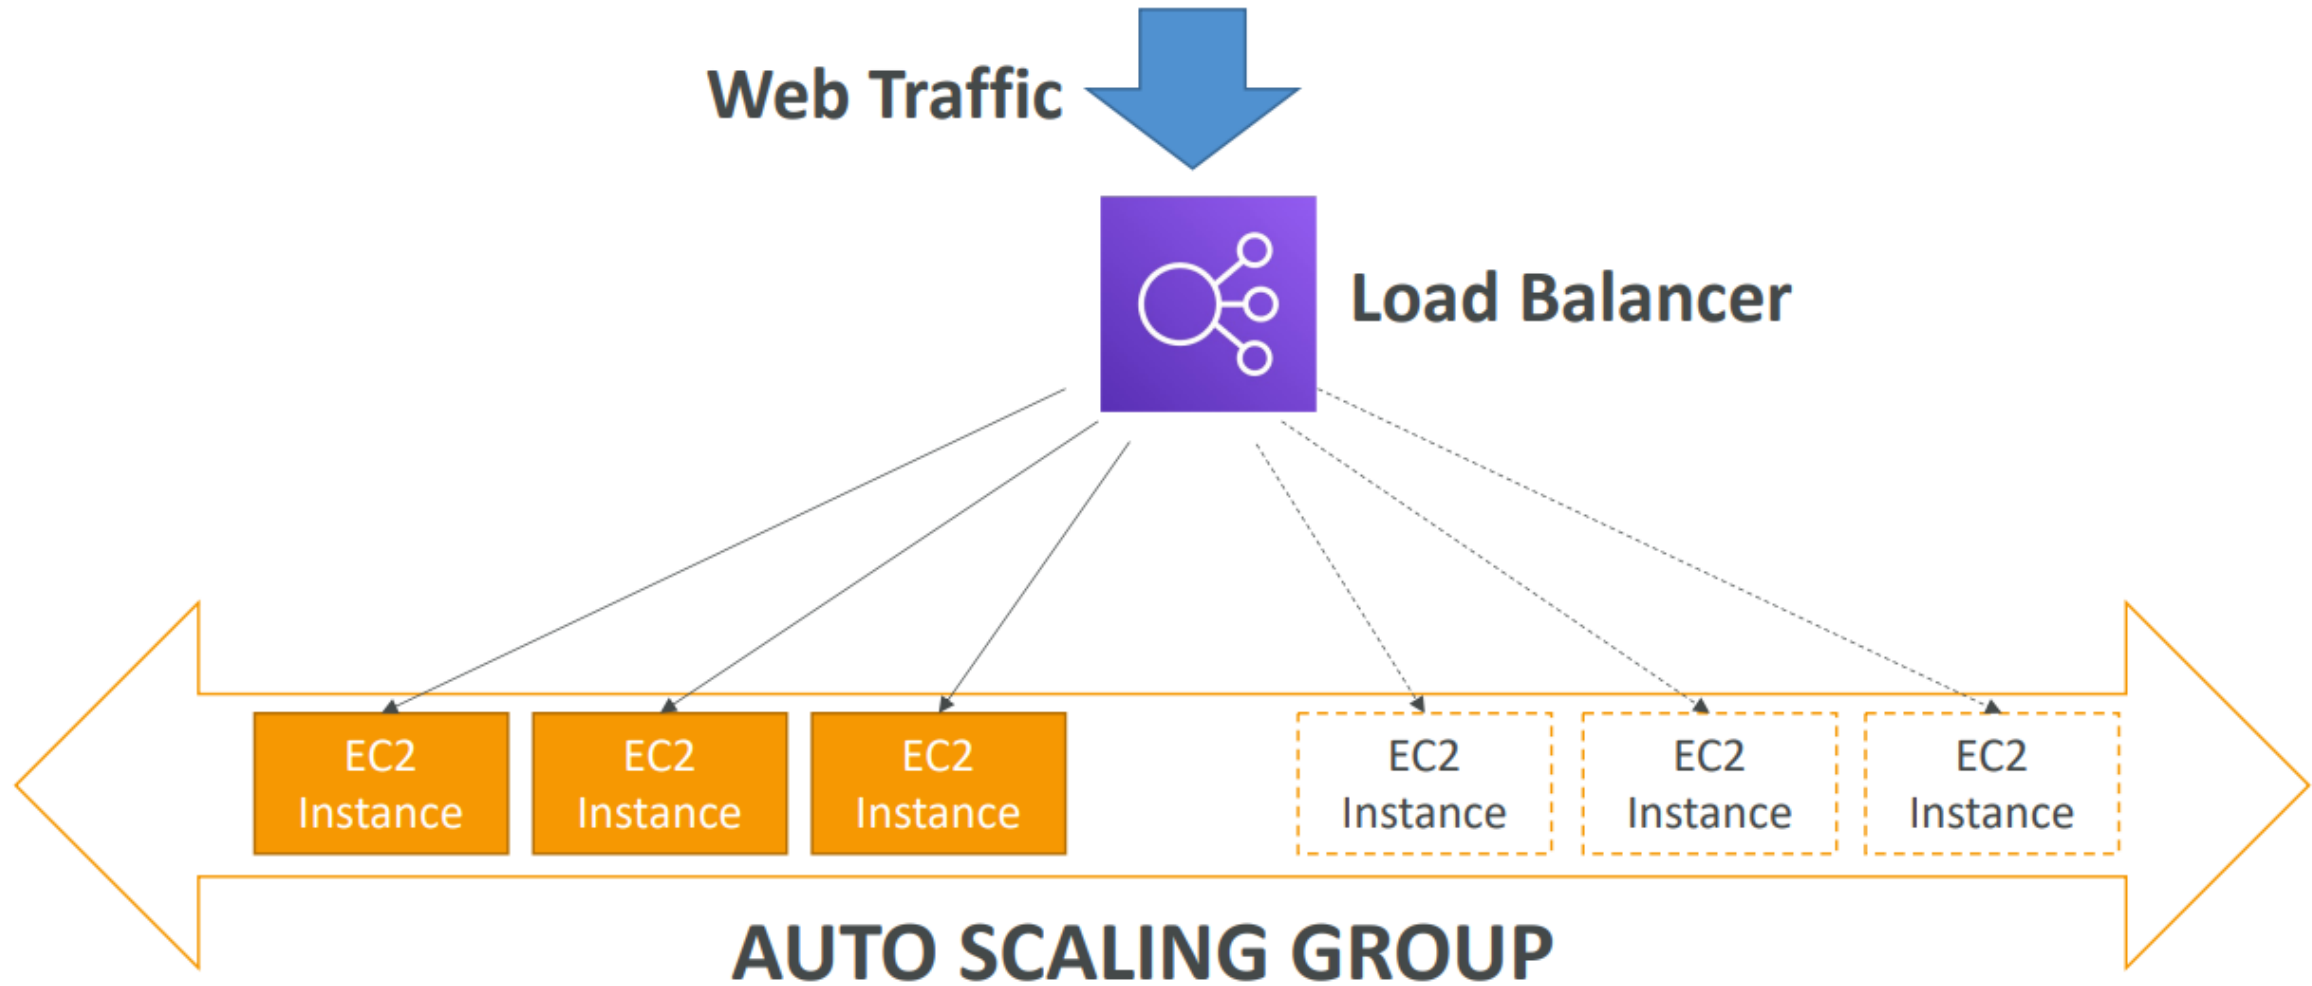 Web Traffic
Load Balancer
EC2
Instance
EC2
Instance
EC2
Instance
EC2
Instance
EC2
Instance
EC2
Instance
AUTO SCALING GROUP